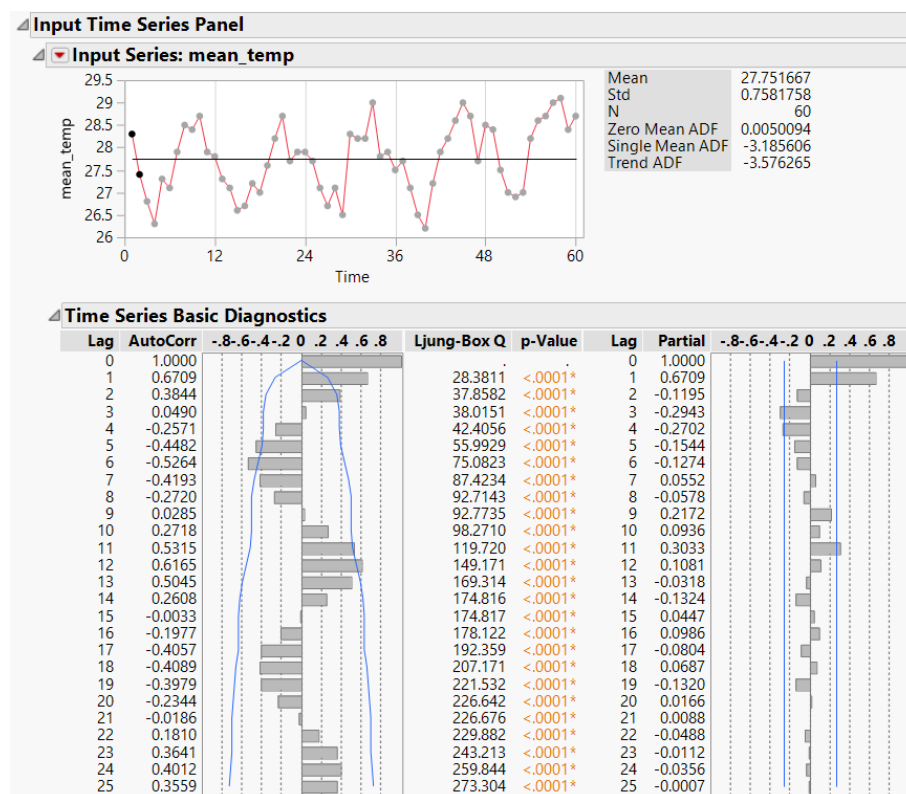 Input Time Series Panel
Input Series: mean_temp
29.5
29
28.5
28
27.5
27
26.5
26
mean_temp
0 12 24 36 48 60
Time
Mean 27.751667
Std 0.7581758
N 60
Zero Mean ADF 0.0050094
Single Mean ADF -3.185606
Trend ADF -3.576265
Time Series Basic Diagnostics
Lag AutoCorr -.8-.6-.4-.2 0 .2 .4 .6 .8 Ljung-Box Q p-Value Lag Partial -.8-.6-.4-.2 0 .2 .4 .6 .8
0 1.0000 . . 0 1.0000
1 0.6709 28.3811 <.0001* 1 0.6709
2 0.3844 37.8582 <.0001* 2 -0.1195
3 0.0490 38.0151 <.0001* 3 -0.2943
4 -0.2571 42.4056 <.0001* 4 -0.2702
5 -0.4482 55.9929 <.0001* 5 -0.1544
6 -0.5264 75.0823 <.0001* 6 -0.1274
7 -0.4193 87.4234 <.0001* 7 0.0552
8 -0.2720 92.7143 <.0001* 8 -0.0578
9 0.0285 92.7735 <.0001* 9 0.2172
10 0.2718 98.2710 <.0001* 10 0.0936
11 0.5315 119.720 <.0001* 11 0.3033
12 0.6165 149.171 <.0001* 12 0.1081
13 0.5045 169.314 <.0001* 13 -0.0318
14 0.2608 174.816 <.0001* 14 -0.1324
15 -0.0033 174.817 <.0001* 15 0.0447
16 -0.1977 178.122 <.0001* 16 0.0986
17 -0.4057 192.359 <.0001* 17 -0.0804
18 -0.4089 207.171 <.0001* 18 0.0687
19 -0.3979 221.532 <.0001* 19 -0.1320
20 -0.2344 226.642 <.0001* 20 0.0166
21 -0.0186 226.676 <.0001* 21 0.0088
22 0.1810 229.882 <.0001* 22 -0.0488
23 0.3641 243.213 <.0001* 23 -0.0112
24 0.4012 259.844 <.0001* 24 -0.0356
25 0.3559 273.304 <.0001* 25 -0.0007